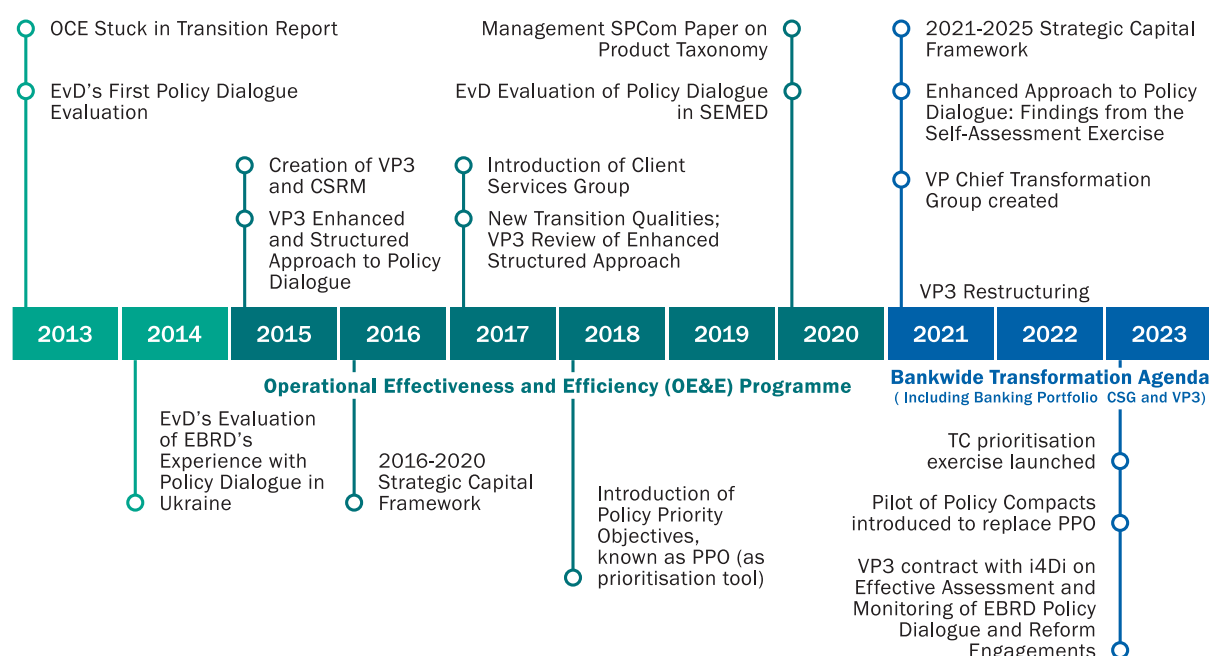 OCE Stuck in Transition Report
EvD's First Policy Dialogue
Evaluation
Creation of VP3
and CSRM
VP3 Enhanced
and Structured
Approach to Policy
Dialogue
Introduction of Client
Services Group
New Transition Qualities;
VP3 Review of Enhanced
Structured Approach
Management SPCom Paper on
Product Taxonomy
EvD Evaluation of Policy Dialogue
in SEMED
2021-2025 Strategic Capital
Framework
Enhanced Approach to Policy
Dialogue: Findings from the
Self-Assessment Exercise
VP Chief Transformation
Group created
VP3 Restructuring
2013 2014 2015 2016 2017 2018 2019 2020 2021 2022 2023
Operational Effectiveness and Efficiency (OE&E) Programme
Bankwide Transformation Agenda
( Including Banking Portfolio CSG and VP3)
EvD's Evaluation
of EBRD's
Experience with
Policy Dialogue in
Ukraine
2016-2020
Strategic Capital
Framework
Introduction of
Policy Priority
Objectives,
known as PPO (as
prioritisation tool)
TC prioritisation
exercise launched
Pilot of Policy Compacts
introduced to replace PPO
VP3 contract with i4Di on
Effective Assessment and
Monitoring of EBRD Policy
Dialogue and Reform
Engagements